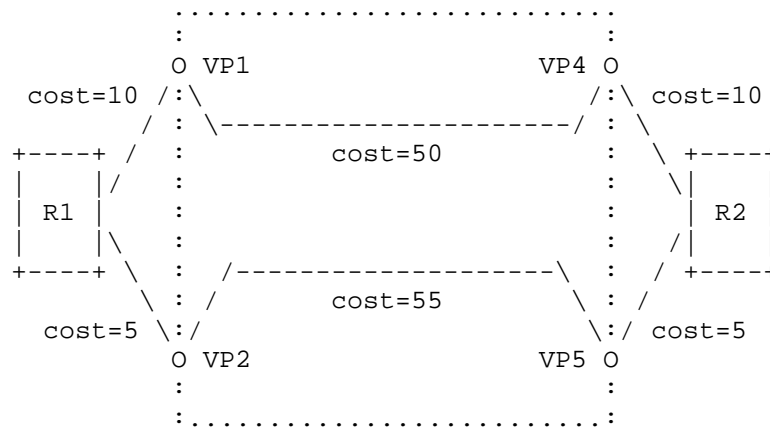 O VP1 VP4 O
cost=10 cost=10
cost=50
R1 R2
cost=55
cost=5 cost=5
O VP2 VP5 O